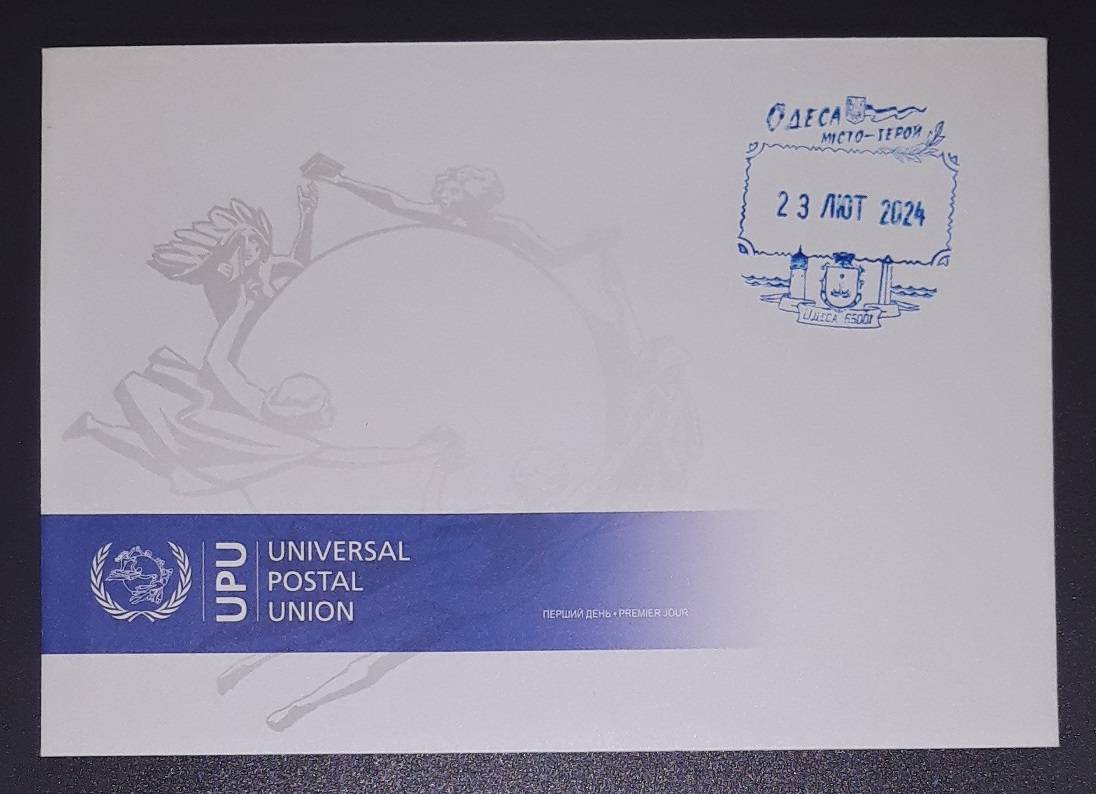 ОДЕСА
МІСТО-ГЕРОЙ
23 ЛЮТ 2024
ОДЕСА 65001
UPU
UNIVERSAL
POSTAL
UNION
ПЕРШИЙ ДЕНЬ • PREMIER JOUR